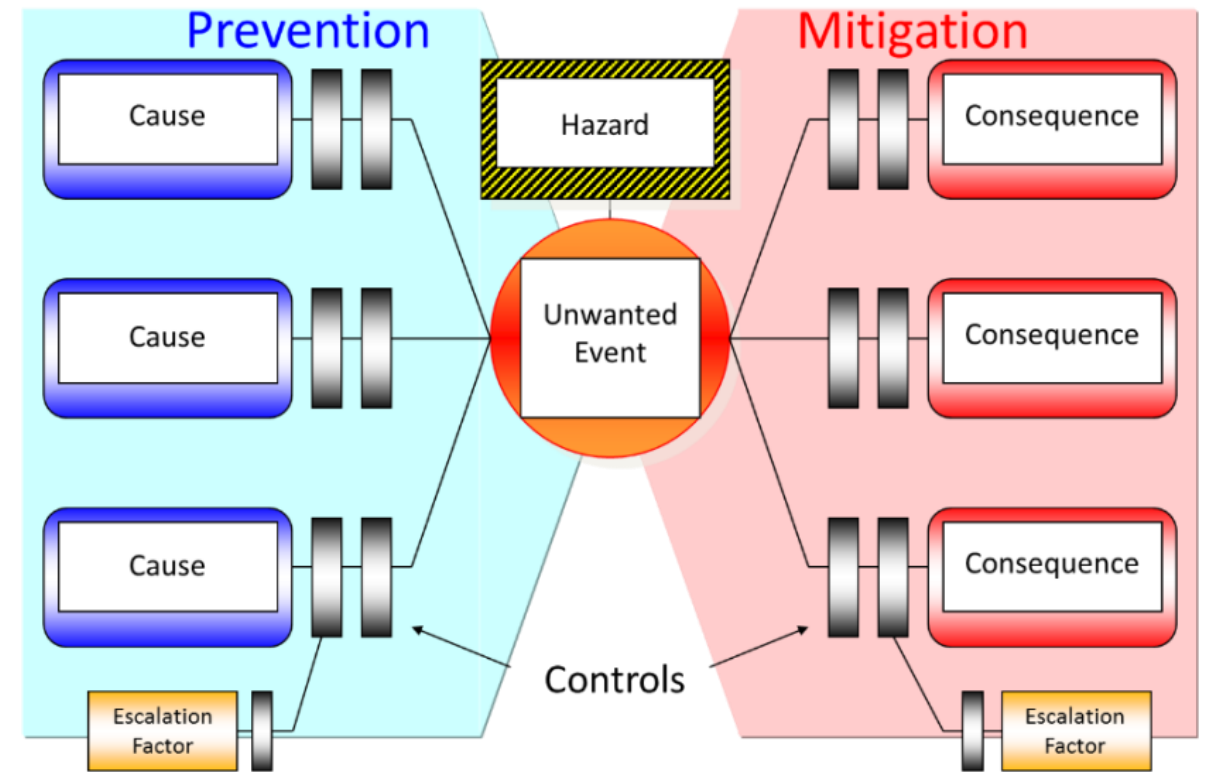 Prevention
Mitigation
Cause
Hazard
Consequence
Cause
Unwanted
Event
Consequence
Cause
Consequence
Controls
Escalation
Factor
Escalation
Factor